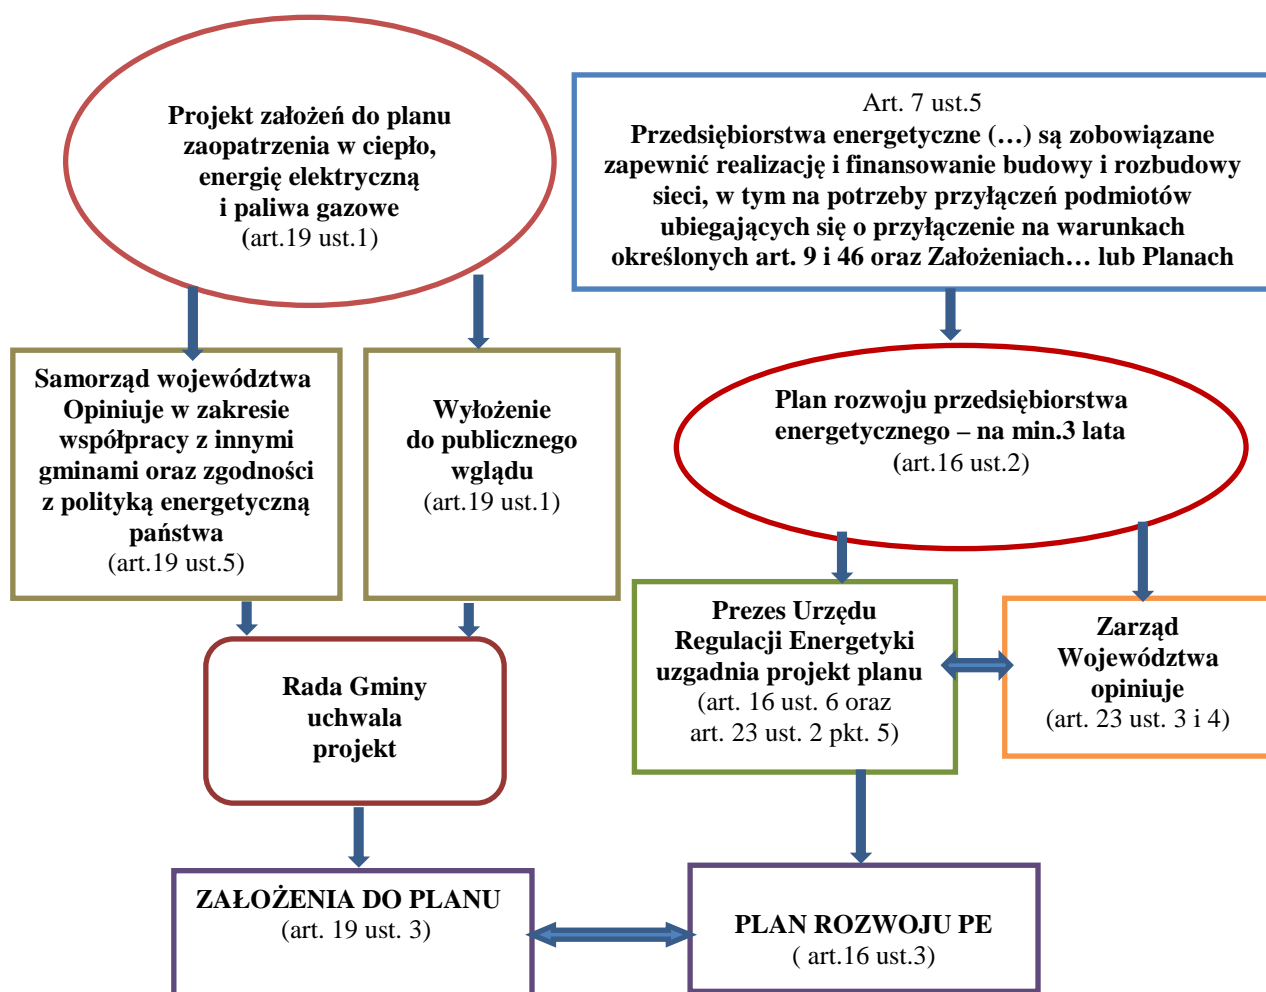 Projekt założeń do planu
zaopatrzenia w ciepło,
energię elektryczną
i paliwa gazowe
(art.19 ust.1)
Art. 7 ust.5
Przedsiębiorstwa energetyczne (…) są zobowiązane
zapewnić realizację i finansowanie budowy i rozbudowy
sieci, w tym na potrzeby przyłączeń podmiotów
ubiegających się o przyłączenie na warunkach
określonych art. 9 i 46 oraz Założeniach… lub Planach
Samorząd województwa
Opiniuje w zakresie
współpracy z innymi
gminami oraz zgodności
z polityką energetyczną
państwa
(art.19 ust.5)
Wyłożenie
do publicznego
wglądu
(art.19 ust.1)
Plan rozwoju przedsiębiorstwa
energetycznego – na min.3 lata
(art.16 ust.2)
Rada Gminy
uchwala
projekt
Prezes Urzędu
Regulacji Energetyki
uzgadnia projekt planu
(art. 16 ust. 6 oraz
art. 23 ust. 2 pkt. 5)
Zarząd
Województwa
opiniuje
(art. 23 ust. 3 i 4)
ZAŁOŻENIA DO PLANU
(art. 19 ust. 3)
PLAN ROZWOJU PE
( art.16 ust.3)